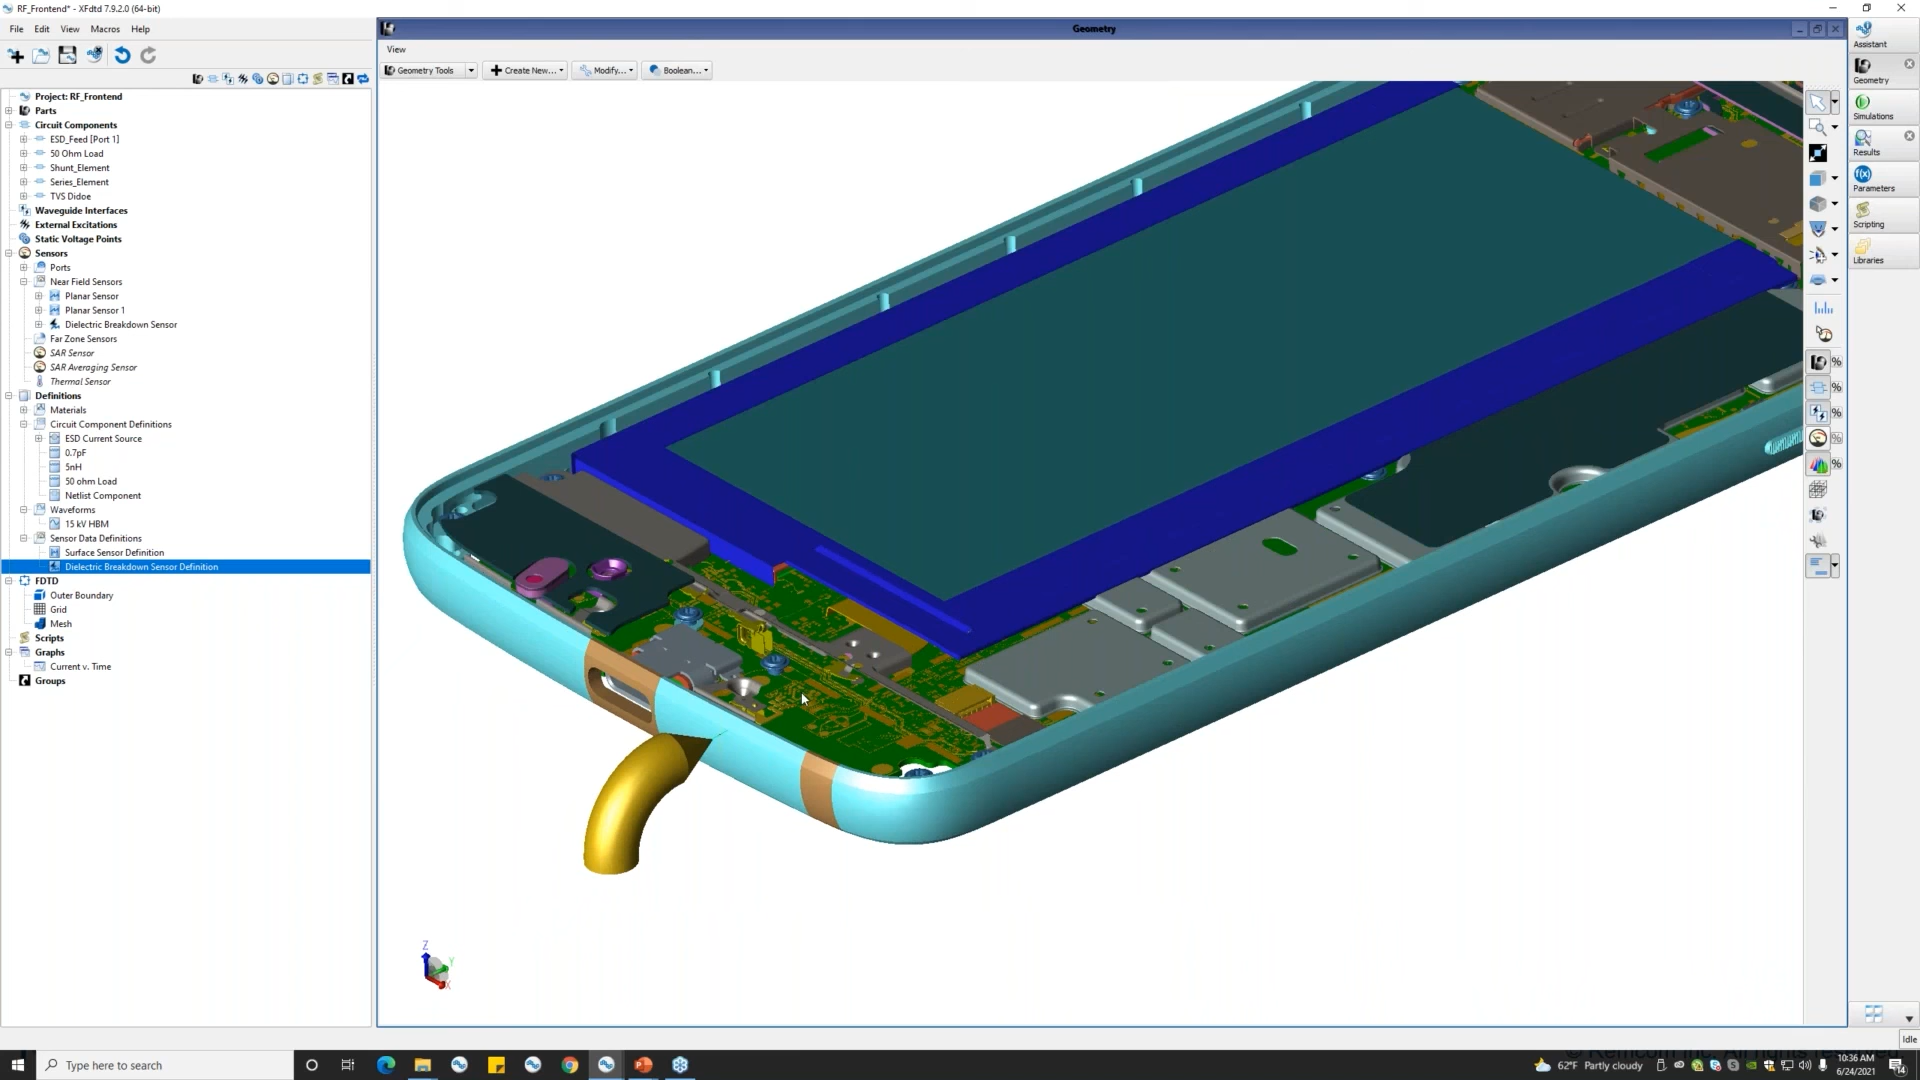 RF_Frontend* - XFdtd 7.9.2.0 (64-bit)
File Edit View Macros Help
Project: RF_Frontend
Parts
Circuit Components
ESD_Feed [Port 1]
50 Ohm Load
Shunt_Element
Series_Element
TVS Didoe
Waveguide Interfaces
External Excitations
Static Voltage Points
Sensors
Ports
Near Field Sensors
Planar Sensor
Planar Sensor 1
Dielectric Breakdown Sensor
Far Zone Sensors
SAR Sensor
SAR Averaging Sensor
Thermal Sensor
Definitions
Materials
Circuit Component Definitions
ESD Current Source
0.7pF
5nH
50 ohm Load
Netlist Component
Waveforms
15 kV HBM
Sensor Data Definitions
Surface Sensor Definition
Dielectric Breakdown Sensor Definition
FDTD
Outer Boundary
Grid
Mesh
Scripts
Graphs
Current v. Time
Groups
Geometry
View
Geometry Tools Create New... Modify... Boolean...
Z
Y
X
%
%
%
%
%
Assistant
Geometry
Simulations
Results
f(x)
Parameters
Scripting
Libraries
Idle
Type here to search
62°F Partly cloudy
10:36 AM
6/24/2021
14